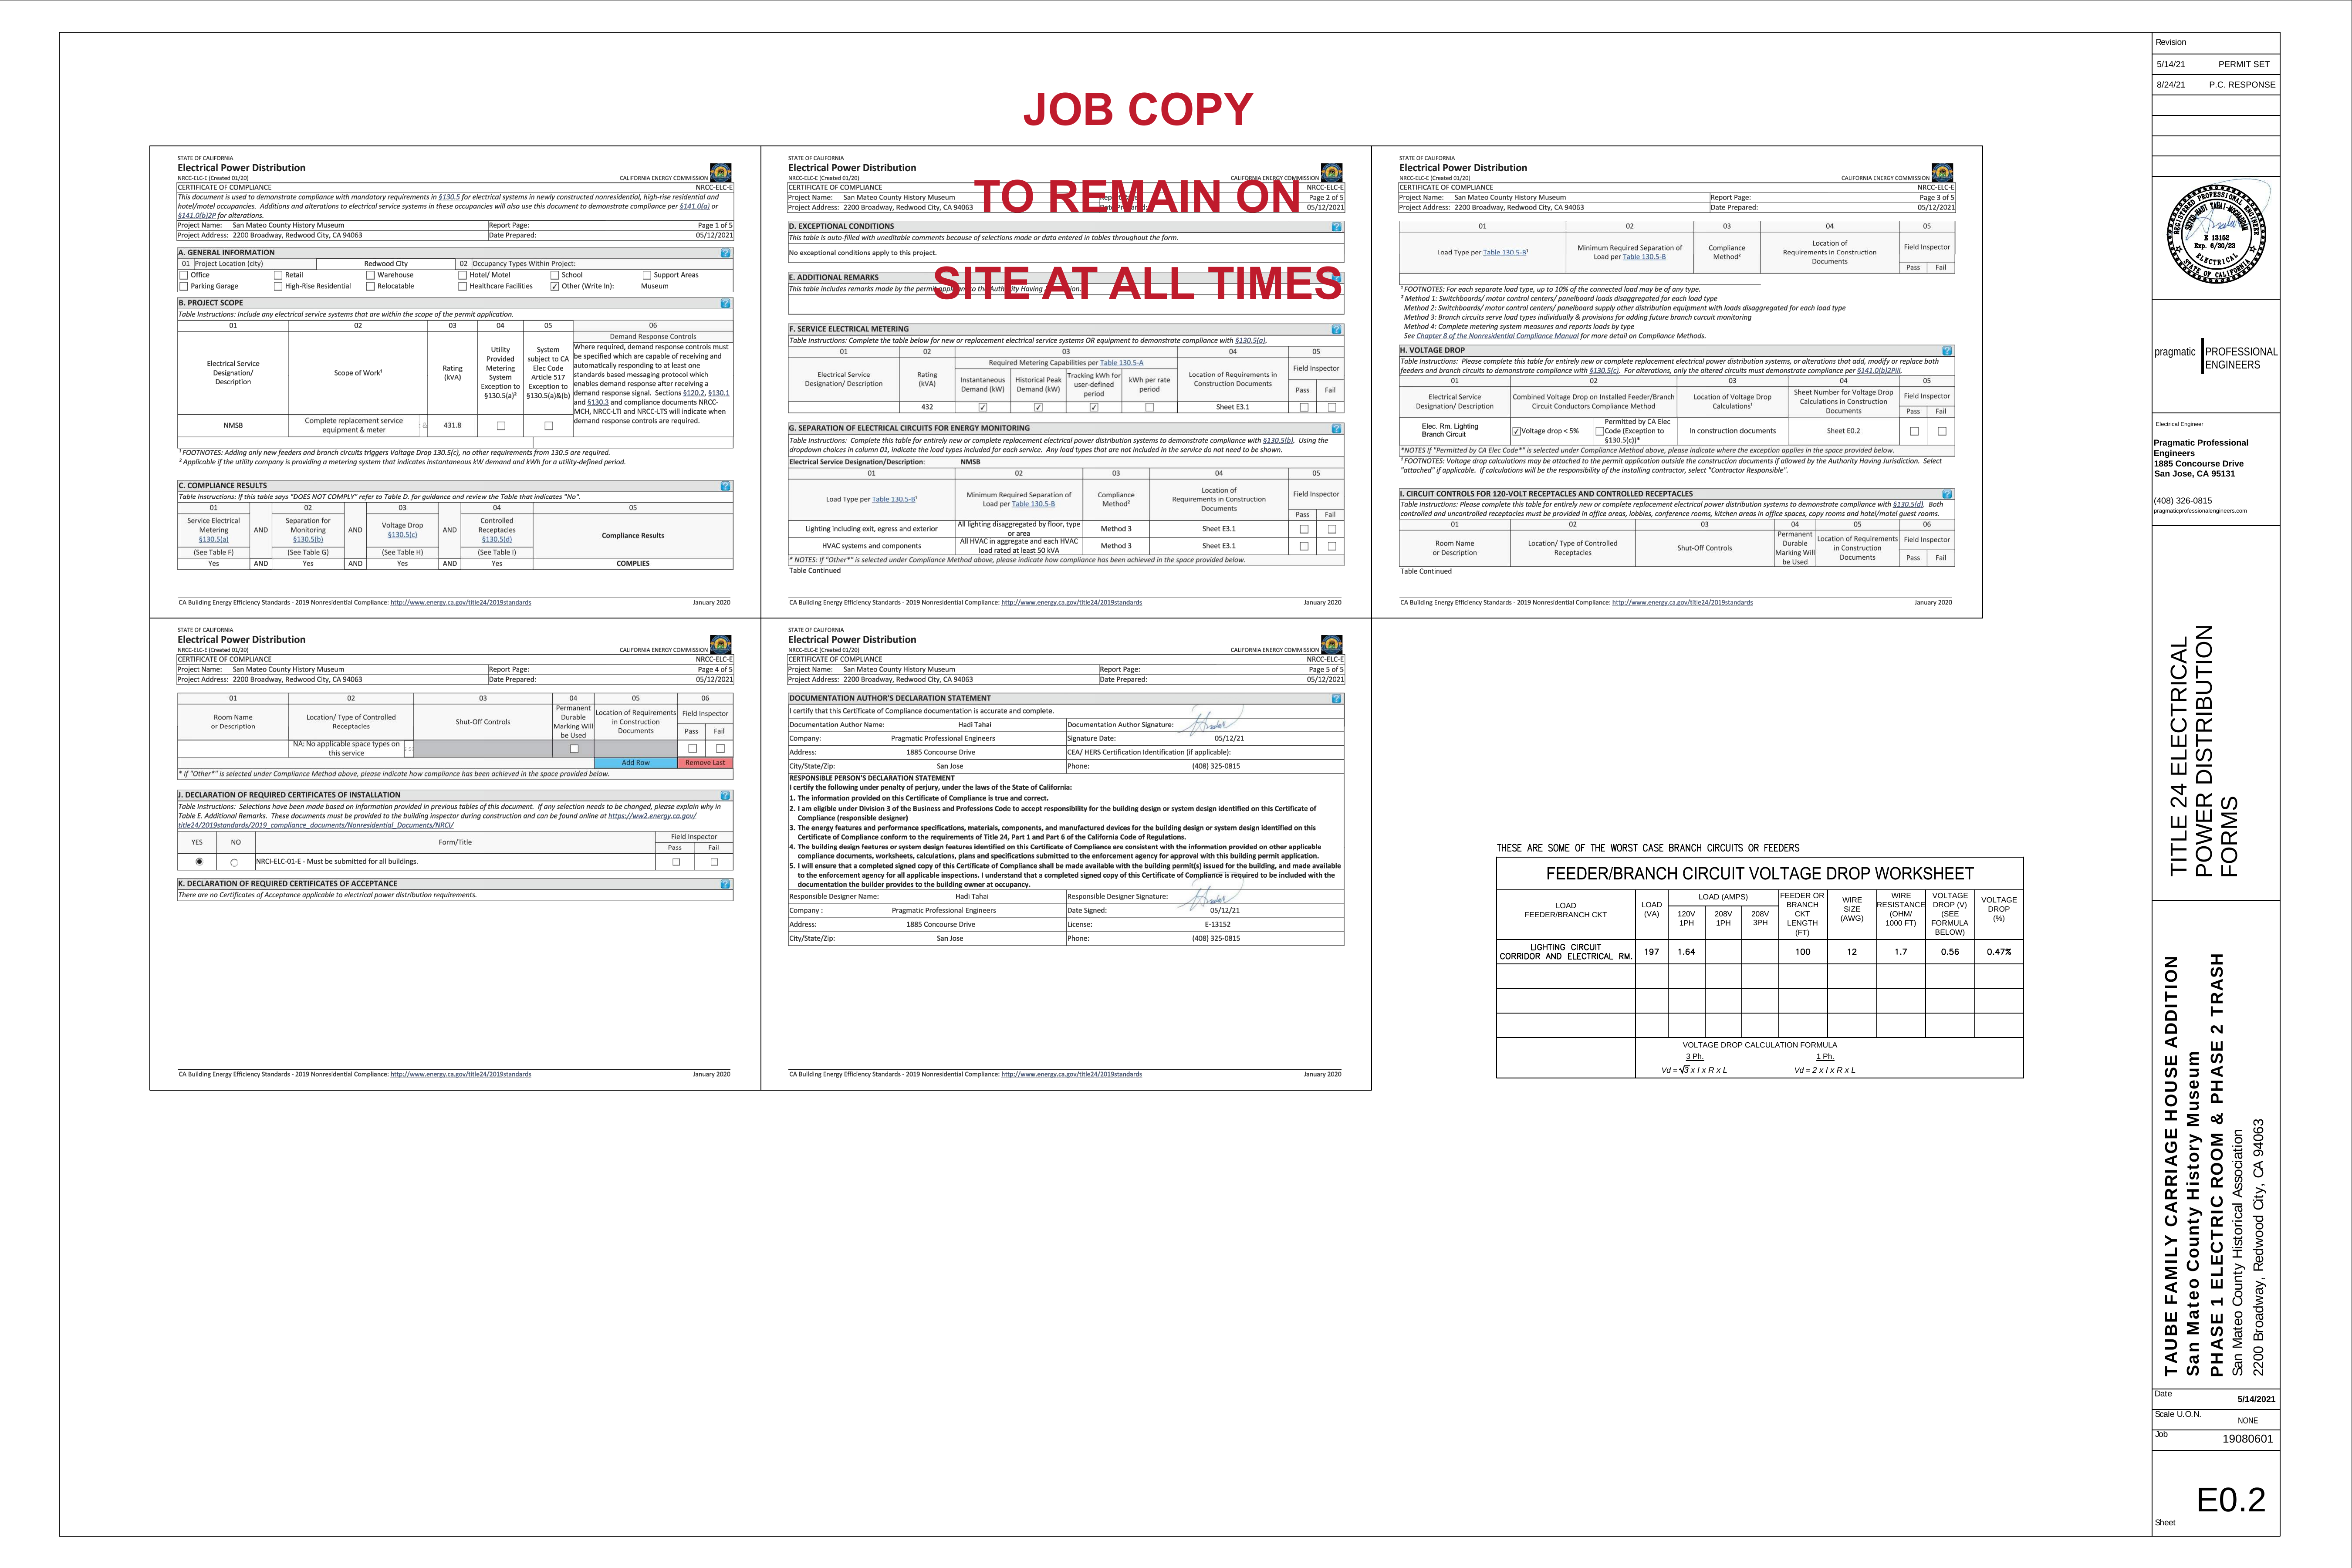 JOB COPY
TO REMAIN ON
SITE AT ALL TIMES
STATE OF CALIFORNIA
Electrical Power Distribution
NRCC-ELC-E (Created 01/20)
CALIFORNIA ENERGY COMMISSION
CERTIFICATE OF COMPLIANCE
NRCC-ELC-E
This document is used to demonstrate compliance with mandatory requirements in §130.5 for electrical systems in newly constructed nonresidential, high-rise residential and
hotel/motel occupancies. Additions and alterations to electrical service systems in these occupancies will also use this document to demonstrate compliance per §141.0(a) or
§141.0(b)2P for alterations.
Project Name: San Mateo County History Museum Report Page: Page 1 of 5
Project Address: 2200 Broadway, Redwood City, CA 94063 Date Prepared: 05/12/2021
A. GENERAL INFORMATION
01 Project Location (city) Redwood City 02 Occupancy Types Within Project:
Office Retail Warehouse Hotel/ Motel School Support Areas
Parking Garage High-Rise Residential Relocatable Healthcare Facilities ✓ Other (Write In): Museum
B. PROJECT SCOPE
Table Instructions: Include any electrical service systems that are within the scope of the permit application.
01 02 03 04 05 06
Electrical Service
Designation/
Description
Scope of Work¹
Rating
(kVA)
Utility
Provided
Metering
System
Exception to
§130.5(a)²
System
subject to CA
Elec Code
Article 517
Exception to
§130.5(a)&(b)
Demand Response Controls
Where required, demand response controls must
be specified which are capable of receiving and
automatically responding to at least one
standards based messaging protocol which
enables demand response after receiving a
demand response signal. Sections §120.2, §130.1
and §130.3 and compliance documents NRCC-
MCH, NRCC-LTI and NRCC-LTS will indicate when
demand response controls are required.
NMSB
Complete replacement service
equipment & meter
431.8
¹ FOOTNOTES: Adding only new feeders and branch circuits triggers Voltage Drop 130.5(c), no other requirements from 130.5 are required.
² Applicable if the utility company is providing a metering system that indicates instantaneous kW demand and kWh for a utility-defined period.
C. COMPLIANCE RESULTS
Table Instructions: If this table says "DOES NOT COMPLY" refer to Table D. for guidance and review the Table that indicates "No".
01 02 03 04 05
Service Electrical
Metering
§130.5(a)
AND
Separation for
Monitoring
§130.5(b)
AND
Voltage Drop
§130.5(c)
AND
Controlled
Receptacles
§130.5(d)
Compliance Results
(See Table F) (See Table G) (See Table H) (See Table I)
Yes AND Yes AND Yes AND Yes COMPLIES
CA Building Energy Efficiency Standards - 2019 Nonresidential Compliance: http://www.energy.ca.gov/title24/2019standards January 2020
STATE OF CALIFORNIA
Electrical Power Distribution
NRCC-ELC-E (Created 01/20)
CALIFORNIA ENERGY COMMISSION
CERTIFICATE OF COMPLIANCE
NRCC-ELC-E
Project Name: San Mateo County History Museum Page 2 of 5
Project Address: 2200 Broadway, Redwood City, CA 94063 Date Prepared: 05/12/2021
D. EXCEPTIONAL CONDITIONS
This table is auto-filled with uneditable comments because of selections made or data entered in tables throughout the form.
No exceptional conditions apply to this project.
E. ADDITIONAL REMARKS
This table includes remarks made by the permit applicant to the Authority Having Jurisdiction.
F. SERVICE ELECTRICAL METERING
Table Instructions: Complete the table below for new or replacement electrical service systems OR equipment to demonstrate compliance with §130.5(a).
01 02 03 04 05
Electrical Service
Designation/ Description
Rating
(kVA)
Required Metering Capabilities per Table 130.5-A
Instantaneous
Demand (kW)
Historical Peak
Demand (kW)
Tracking kWh for
user-defined
period
kWh per rate
period
Location of Requirements in
Construction Documents
Field Inspector
Pass Fail
432 ✓ ✓ ✓ Sheet E3.1
G. SEPARATION OF ELECTRICAL CIRCUITS FOR ENERGY MONITORING
Table Instructions: Complete this table for entirely new or complete replacement electrical power distribution systems to demonstrate compliance with §130.5(b). Using the
dropdown choices in column 01, indicate the load types included for each service. Any load types that are not included in the service do not need to be shown.
Electrical Service Designation/Description: NMSB
01 02 03 04 05
Load Type per Table 130.5-B¹
Minimum Required Separation of
Load per Table 130.5-B
Compliance
Method²
Location of
Requirements in Construction
Documents
Field Inspector
Pass Fail
Lighting including exit, egress and exterior
All lighting disaggregated by floor, type
or area
Method 3 Sheet E3.1
HVAC systems and components
All HVAC in aggregate and each HVAC
load rated at least 50 kVA
Method 3 Sheet E3.1
* NOTES: If "Other*" is selected under Compliance Method above, please indicate how compliance has been achieved in the space provided below.
Table Continued
CA Building Energy Efficiency Standards - 2019 Nonresidential Compliance: http://www.energy.ca.gov/title24/2019standards January 2020
STATE OF CALIFORNIA
Electrical Power Distribution
NRCC-ELC-E (Created 01/20)
CALIFORNIA ENERGY COMMISSION
CERTIFICATE OF COMPLIANCE
NRCC-ELC-E
Project Name: San Mateo County History Museum Report Page: Page 3 of 5
Project Address: 2200 Broadway, Redwood City, CA 94063 Date Prepared: 05/12/2021
01 02 03 04 05
Load Type per Table 130.5-B¹
Minimum Required Separation of
Load per Table 130.5-B
Compliance
Method²
Location of
Requirements in Construction
Documents
Field Inspector
Pass Fail
¹ FOOTNOTES: For each separate load type, up to 10% of the connected load may be of any type.
² Method 1: Switchboards/ motor control centers/ panelboard loads disaggregated for each load type
Method 2: Switchboards/ motor control centers/ panelboard supply other distribution equipment with loads disaggregated for each load type
Method 3: Branch circuits serve load types individually & provisions for adding future branch curcuit monitoring
Method 4: Complete metering system measures and reports loads by type
See Chapter 8 of the Nonresidential Compliance Manual for more detail on Compliance Methods.
H. VOLTAGE DROP
Table Instructions: Please complete this table for entirely new or complete replacement electrical power distribution systems, or alterations that add, modify or replace both
feeders and branch circuits to demonstrate compliance with §130.5(c). For alterations, only the altered circuits must demonstrate compliance per §141.0(b)2Piii.
01 02 03 04 05
Electrical Service
Designation/ Description
Combined Voltage Drop on Installed Feeder/Branch
Circuit Conductors Compliance Method
Location of Voltage Drop
Calculations¹
Sheet Number for Voltage Drop
Calculations in Construction
Documents
Field Inspector
Pass Fail
Elec. Rm. Lighting
Branch Circuit
✓ Voltage drop < 5%
Permitted by CA Elec
Code (Exception to
§130.5(c))*
In construction documents
Sheet E0.2
*NOTES If "Permitted by CA Elec Code*" is selected under Compliance Method above, please indicate where the exception applies in the space provided below.
¹ FOOTNOTES: Voltage drop calculations may be attached to the permit application outside the construction documents if allowed by the Authority Having Jurisdiction. Select
"attached" if applicable. If calculations will be the responsibility of the installing contractor, select "Contractor Responsible".
I. CIRCUIT CONTROLS FOR 120-VOLT RECEPTACLES AND CONTROLLED RECEPTACLES
Table Instructions: Please complete this table for entirely new or complete replacement electrical power distribution systems to demonstrate compliance with §130.5(d). Both
controlled and uncontrolled receptacles must be provided in office areas, lobbies, conference rooms, kitchen areas in office spaces, copy rooms and hotel/motel guest rooms.
01 02 03 04 05 06
Room Name
or Description
Location/ Type of Controlled
Receptacles
Shut-Off Controls
Permanent
Durable
Marking Will
be Used
Location of Requirements
in Construction
Documents
Field Inspector
Pass Fail
Table Continued
CA Building Energy Efficiency Standards - 2019 Nonresidential Compliance: http://www.energy.ca.gov/title24/2019standards January 2020
STATE OF CALIFORNIA
Electrical Power Distribution
NRCC-ELC-E (Created 01/20)
CALIFORNIA ENERGY COMMISSION
CERTIFICATE OF COMPLIANCE
NRCC-ELC-E
Project Name: San Mateo County History Museum Report Page: Page 4 of 5
Project Address: 2200 Broadway, Redwood City, CA 94063 Date Prepared: 05/12/2021
01 02 03 04 05 06
Room Name
or Description
Location/ Type of Controlled
Receptacles
Shut-Off Controls
Permanent
Durable
Marking Will
be Used
Location of Requirements
in Construction
Documents
Field Inspector
Pass Fail
NA: No applicable space types on
this service
Add Row Remove Last
* If "Other*" is selected under Compliance Method above, please indicate how compliance has been achieved in the space provided below.
J. DECLARATION OF REQUIRED CERTIFICATES OF INSTALLATION
Table Instructions: Selections have been made based on information provided in previous tables of this document. If any selection needs to be changed, please explain why in
Table E. Additional Remarks. These documents must be provided to the building inspector during construction and can be found online at https://ww2.energy.ca.gov/
title24/2019standards/2019_compliance_documents/Nonresidential_Documents/NRCI/
YES NO Form/Title
Field Inspector
Pass Fail
NRCI-ELC-01-E - Must be submitted for all buildings.
K. DECLARATION OF REQUIRED CERTIFICATES OF ACCEPTANCE
There are no Certificates of Acceptance applicable to electrical power distribution requirements.
CA Building Energy Efficiency Standards - 2019 Nonresidential Compliance: http://www.energy.ca.gov/title24/2019standards January 2020
STATE OF CALIFORNIA
Electrical Power Distribution
NRCC-ELC-E (Created 01/20)
CALIFORNIA ENERGY COMMISSION
CERTIFICATE OF COMPLIANCE
NRCC-ELC-E
Project Name: San Mateo County History Museum Report Page: Page 5 of 5
Project Address: 2200 Broadway, Redwood City, CA 94063 Date Prepared: 05/12/2021
DOCUMENTATION AUTHOR'S DECLARATION STATEMENT
I certify that this Certificate of Compliance documentation is accurate and complete.
Documentation Author Name: Hadi Tahai Documentation Author Signature:
Company: Pragmatic Professional Engineers Signature Date: 05/12/21
Address: 1885 Concourse Drive CEA/ HERS Certification Identification (if applicable):
City/State/Zip: San Jose Phone: (408) 325-0815
RESPONSIBLE PERSON'S DECLARATION STATEMENT
I certify the following under penalty of perjury, under the laws of the State of California:
1. The information provided on this Certificate of Compliance is true and correct.
2. I am eligible under Division 3 of the Business and Professions Code to accept responsibility for the building design or system design identified on this Certificate of
Compliance (responsible designer)
3. The energy features and performance specifications, materials, components, and manufactured devices for the building design or system design identified on this
Certificate of Compliance conform to the requirements of Title 24, Part 1 and Part 6 of the California Code of Regulations.
4. The building design features or system design features identified on this Certificate of Compliance are consistent with the information provided on other applicable
compliance documents, worksheets, calculations, plans and specifications submitted to the enforcement agency for approval with this building permit application.
5. I will ensure that a completed signed copy of this Certificate of Compliance shall be made available with the building permit(s) issued for the building, and made available
to the enforcement agency for all applicable inspections. I understand that a completed signed copy of this Certificate of Compliance is required to be included with the
documentation the builder provides to the building owner at occupancy.
Responsible Designer Name: Hadi Tahai Responsible Designer Signature:
Company : Pragmatic Professional Engineers Date Signed: 05/12/21
Address: 1885 Concourse Drive License: E-13152
City/State/Zip: San Jose Phone: (408) 325-0815
CA Building Energy Efficiency Standards - 2019 Nonresidential Compliance: http://www.energy.ca.gov/title24/2019standards January 2020
THESE ARE SOME OF THE WORST CASE BRANCH CIRCUITS OR FEEDERS
FEEDER/BRANCH CIRCUIT VOLTAGE DROP WORKSHEET
LOAD
FEEDER/BRANCH CKT
LOAD
(VA)
LOAD (AMPS)
120V
1PH
208V
1PH
208V
3PH
FEEDER OR
BRANCH
CKT
LENGTH
(FT)
WIRE
SIZE
(AWG)
WIRE
RESISTANCE
(OHM/
1000 FT)
VOLTAGE
DROP (V)
(SEE
FORMULA
BELOW)
VOLTAGE
DROP
(%)
LIGHTING CIRCUIT
CORRIDOR AND ELECTRICAL RM.
197 1.64 100 12 1.7 0.56 0.47%
VOLTAGE DROP CALCULATION FORMULA
3 Ph. 1 Ph.
Vd = √3 x I x R x L Vd = 2 x I x R x L
Revision
5/14/21 PERMIT SET
8/24/21 P.C. RESPONSE
REGISTERED PROFESSIONAL ENGINEER
E 13152
Exp. 6/30/23
ELECTRICAL
STATE OF CALIFORNIA
pragmatic PROFESSIONAL
ENGINEERS
Electrical Engineer
Pragmatic Professional
Engineers
1885 Concourse Drive
San Jose, CA 95131
(408) 326-0815
pragmaticprofessionalengineers.com
TITLE 24 ELECTRICAL
POWER DISTRIBUTION
FORMS
TAUBE FAMILY CARRIAGE HOUSE ADDITION
San Mateo County History Museum
PHASE 1 ELECTRIC ROOM & PHASE 2 TRASH
San Mateo County Historical Association
2200 Broadway, Redwood City, CA 94063
Date
5/14/2021
Scale U.O.N.
NONE
Job
19080601
E0.2
Sheet